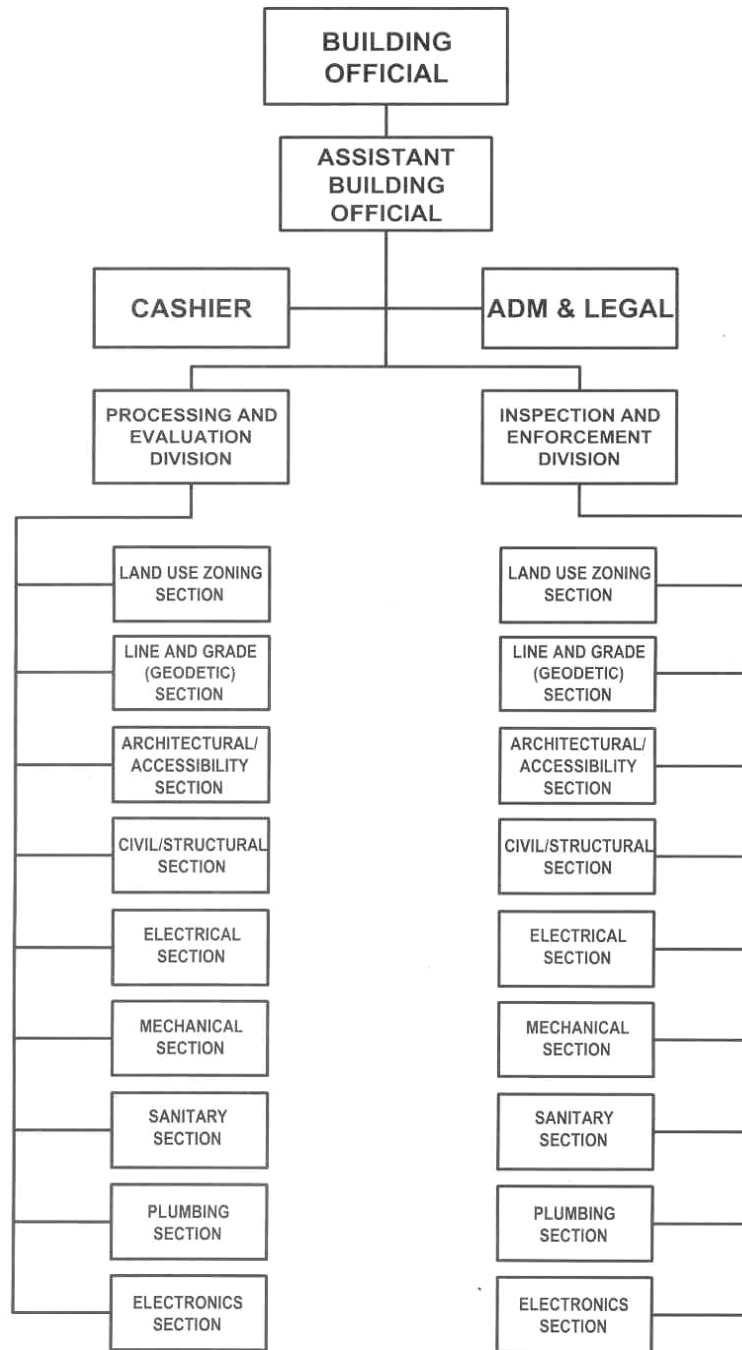 BUILDING
OFFICIAL
ASSISTANT
BUILDING
OFFICIAL
CASHIER
ADM & LEGAL
PROCESSING AND
EVALUATION
DIVISION
INSPECTION AND
ENFORCEMENT
DIVISION
LAND USE ZONING
SECTION
LINE AND GRADE
(GEODETIC)
SECTION
ARCHITECTURAL/
ACCESSIBILITY
SECTION
CIVIL/STRUCTURAL
SECTION
ELECTRICAL
SECTION
MECHANICAL
SECTION
SANITARY
SECTION
PLUMBING
SECTION
ELECTRONICS
SECTION
LAND USE ZONING
SECTION
LINE AND GRADE
(GEODETIC)
SECTION
ARCHITECTURAL/
ACCESSIBILITY
SECTION
CIVIL/STRUCTURAL
SECTION
ELECTRICAL
SECTION
MECHANICAL
SECTION
SANITARY
SECTION
PLUMBING
SECTION
ELECTRONICS
SECTION